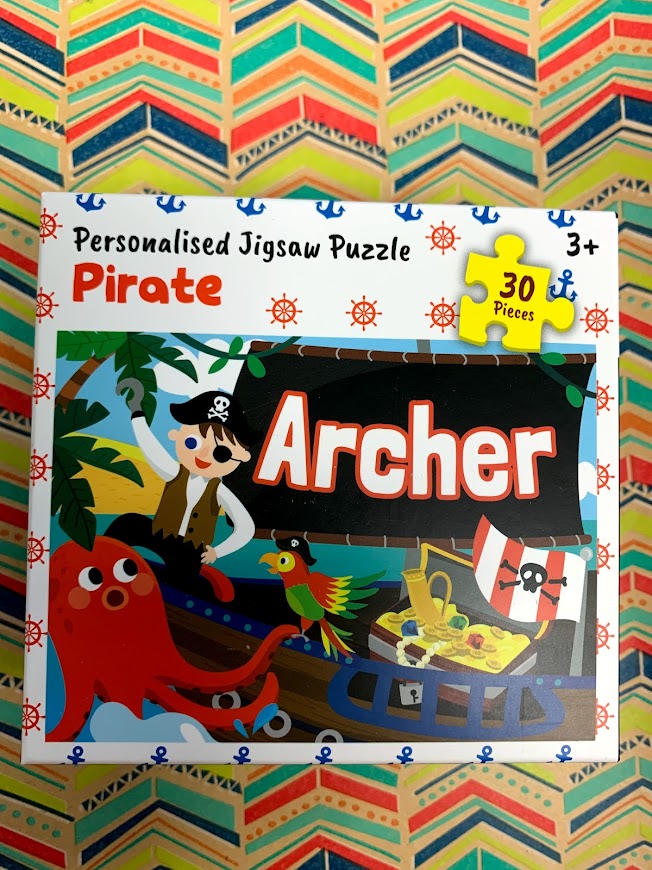 Personalised Jigsaw Puzzle
Pirate
3+
30
Pieces
Archer